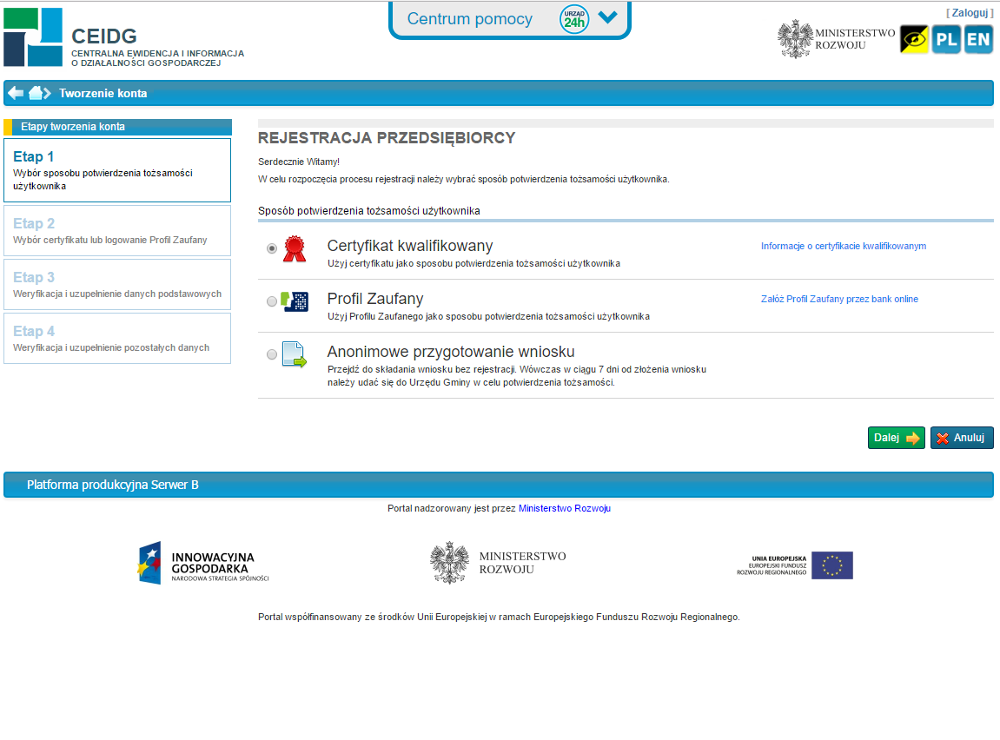 Centrum pomocy
URZĄD
24h
[ Zaloguj ]
CEIDG
CENTRALNA EWIDENCJA I INFORMACJA
O DZIAŁALNOŚCI GOSPODARCZEJ
MINISTERSTWO
ROZWOJU
PL EN
Tworzenie konta
Etapy tworzenia konta
Etap 1
Wybór sposobu potwierdzenia tożsamości
użytkownika
Etap 2
Wybór certyfikatu lub logowanie Profil Zaufany
Etap 3
Weryfikacja i uzupełnienie danych podstawowych
Etap 4
Weryfikacja i uzupełnienie pozostałych danych
REJESTRACJA PRZEDSIĘBIORCY
Serdecznie Witamy!
W celu rozpoczęcia procesu rejestracji należy wybrać sposób potwierdzenia tożsamości użytkownika.
Sposób potwierdzenia tożsamości użytkownika
Certyfikat kwalifikowany
Użyj certyfikatu jako sposobu potwierdzenia tożsamości użytkownika
Informacje o certyfikacie kwalifikowanym
Profil Zaufany
Użyj Profilu Zaufanego jako sposobu potwierdzenia tożsamości użytkownika
Załóż Profil Zaufany przez bank online
Anonimowe przygotowanie wniosku
Przejdź do składania wniosku bez rejestracji. Wówczas w ciągu 7 dni od złożenia wniosku
należy udać się do Urzędu Gminy w celu potwierdzenia tożsamości.
Dalej
Anuluj
Platforma produkcyjna Serwer B
Portal nadzorowany jest przez Ministerstwo Rozwoju
INNOWACYJNA
GOSPODARKA
NARODOWA STRATEGIA SPÓJNOŚCI
MINISTERSTWO
ROZWOJU
UNIA EUROPEJSKA
EUROPEJSKI FUNDUSZ
ROZWOJU REGIONALNEGO
Portal współfinansowany ze środków Unii Europejskiej w ramach Europejskiego Funduszu Rozwoju Regionalnego.